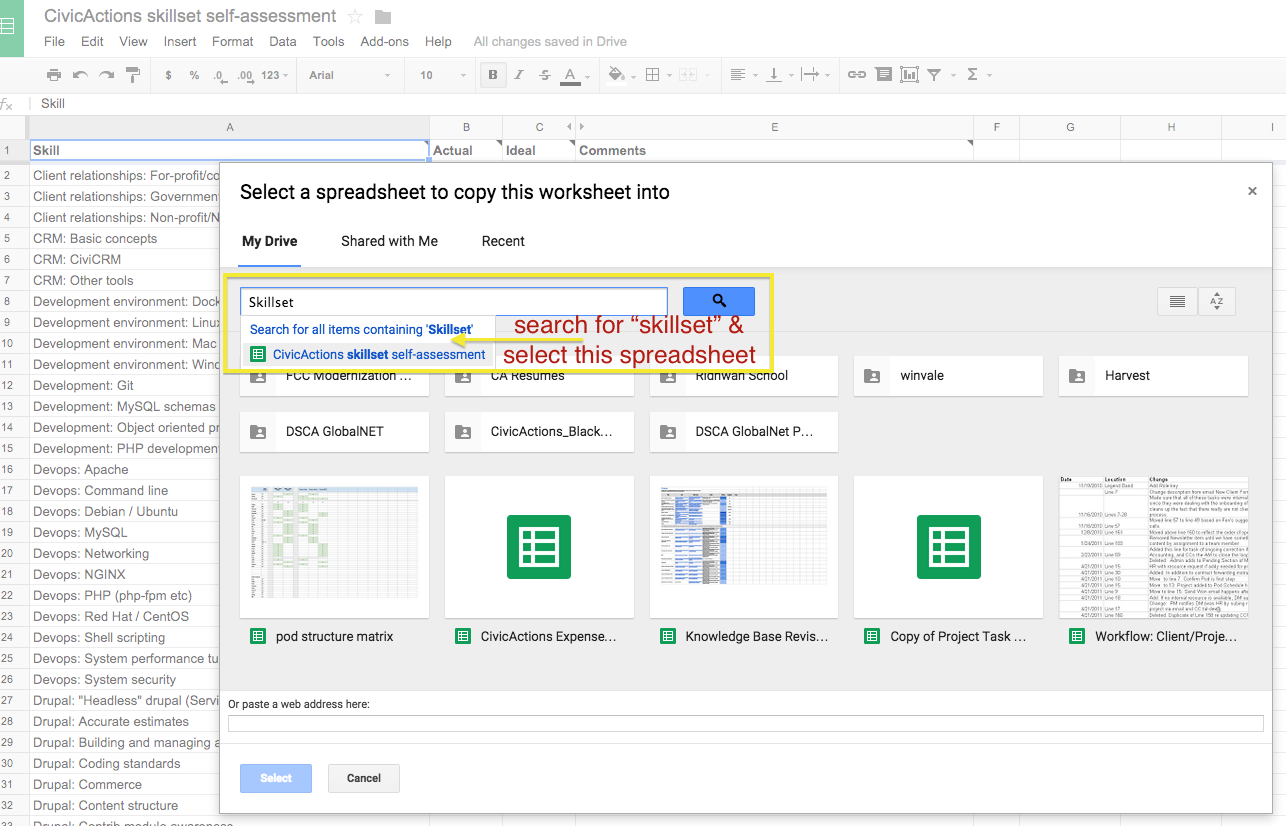 CivicActions skillset self-assessment
File Edit View Insert Format Data Tools Add-ons Help All changes saved in Drive
$ % .0 .00 123 Arial 10 B I S A Σ
fx Skill
A B C E F G H I
1 Skill Actual Ideal Comments
2 Client relationships: For-profit/co
3 Client relationships: Governmen
4 Client relationships: Non-profit/N
5 CRM: Basic concepts
6 CRM: CiviCRM
7 CRM: Other tools
8 Development environment: Dock
9 Development environment: Linux
10 Development environment: Mac
11 Development environment: Wind
12 Development: Git
13 Development: MySQL schemas
14 Development: Object oriented pr
15 Development: PHP developmen
16 Devops: Apache
17 Devops: Command line
18 Devops: Debian / Ubuntu
19 Devops: MySQL
20 Devops: Networking
21 Devops: NGINX
22 Devops: PHP (php-fpm etc)
23 Devops: Red Hat / CentOS
24 Devops: Shell scripting
25 Devops: System performance tu
26 Devops: System security
27 Drupal: "Headless" drupal (Servi
28 Drupal: Accurate estimates
29 Drupal: Building and managing a
30 Drupal: Coding standards
31 Drupal: Commerce
32 Drupal: Content structure
33 Drupal: Contrib module awareness
Select a spreadsheet to copy this worksheet into
×
My Drive Shared with Me Recent
Skillset
AZ
Search for all items containing 'Skillset'
CivicActions skillset self-assessment
search for “skillset” &
select this spreadsheet
FCC Modernization ... CA Resumes Ridhwan School winvale Harvest
DSCA GlobalNET CivicActions_Black... DSCA GlobalNet P...
Date Location Change
pod structure matrix CivicActions Expense... Knowledge Base Revis... Copy of Project Task ... Workflow: Client/Proje...
Or paste a web address here:
Select Cancel